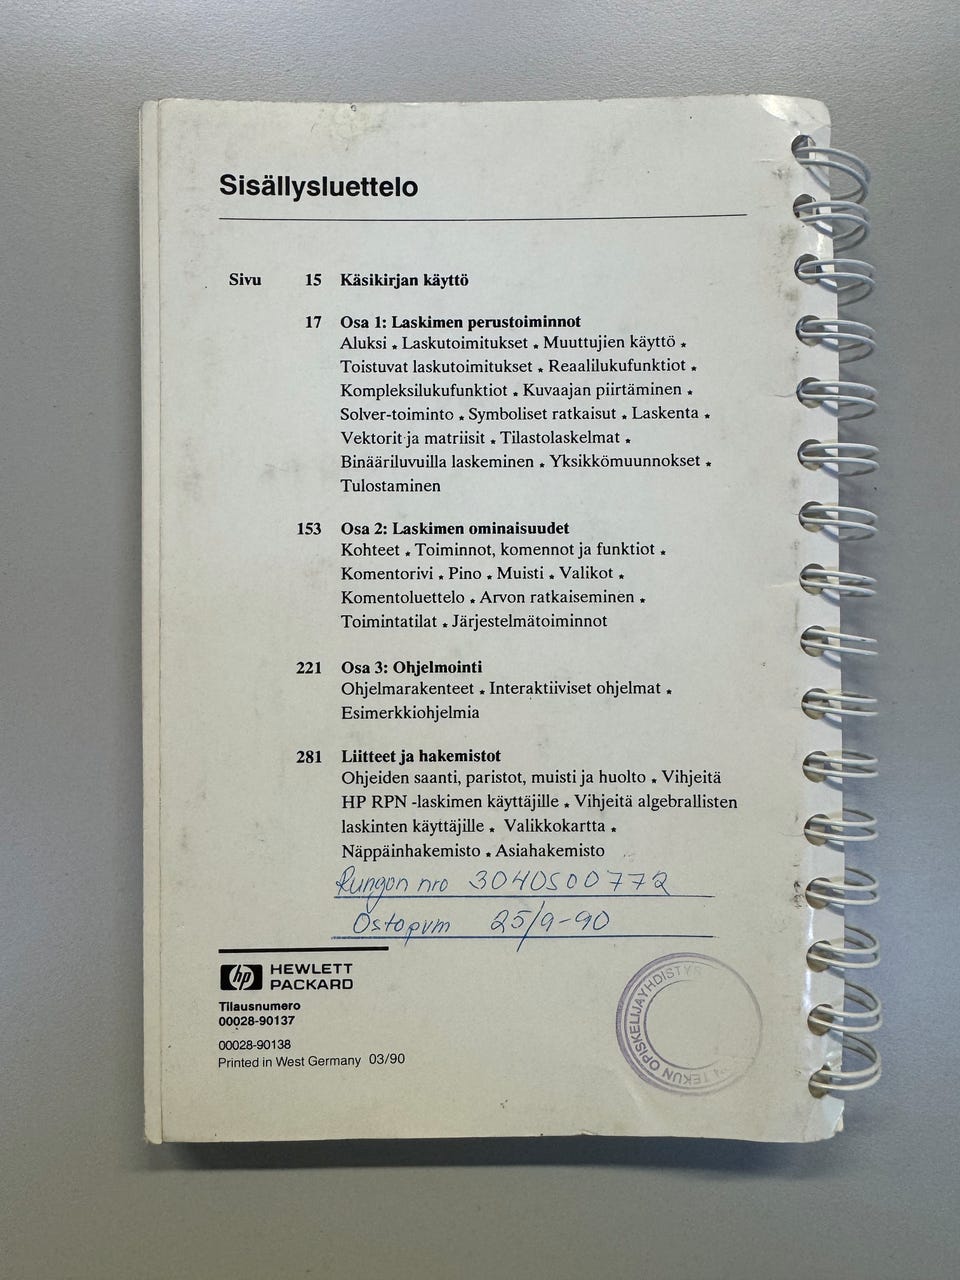 Sisällysluettelo
Sivu 15 Käsikirjan käyttö
17 Osa 1: Laskimen perustoiminnot
Aluksi ⋆ Laskutoimitukset ⋆ Muuttujien käyttö ⋆
Toistuvat laskutoimitukset ⋆ Reaalilukufunktiot ⋆
Kompleksilukufunktiot ⋆ Kuvaajan piirtäminen ⋆
Solver-toiminto ⋆ Symboliset ratkaisut ⋆ Laskenta ⋆
Vektorit ja matriisit ⋆ Tilastolaskelmat ⋆
Binääriluvuilla laskeminen ⋆ Yksikkömuunnokset ⋆
Tulostaminen
153 Osa 2: Laskimen ominaisuudet
Kohteet ⋆ Toiminnot, komennot ja funktiot ⋆
Komentorivi ⋆ Pino ⋆ Muisti ⋆ Valikot ⋆
Komentoluettelo ⋆ Arvon ratkaiseminen ⋆
Toimintatilat ⋆ Järjestelmätoiminnot
221 Osa 3: Ohjelmointi
Ohjelmarakenteet ⋆ Interaktiiviset ohjelmat ⋆
Esimerkkiohjelmia
281 Liitteet ja hakemistot
Ohjeiden saanti, paristot, muisti ja huolto ⋆ Vihjeitä
HP RPN -laskimen käyttäjille ⋆ Vihjeitä algebrallisten
laskinten käyttäjille ⋆ Valikkokartta ⋆
Näppäinhakemisto ⋆ Asiahakemisto
Rungon nro 3040S00772
Ostopvm 25/9-90
hp HEWLETT
PACKARD
Tilausnumero
00028-90137
00028-90138
Printed in West Germany 03/90
TEKUN OPISKELIJAYHDISTYS